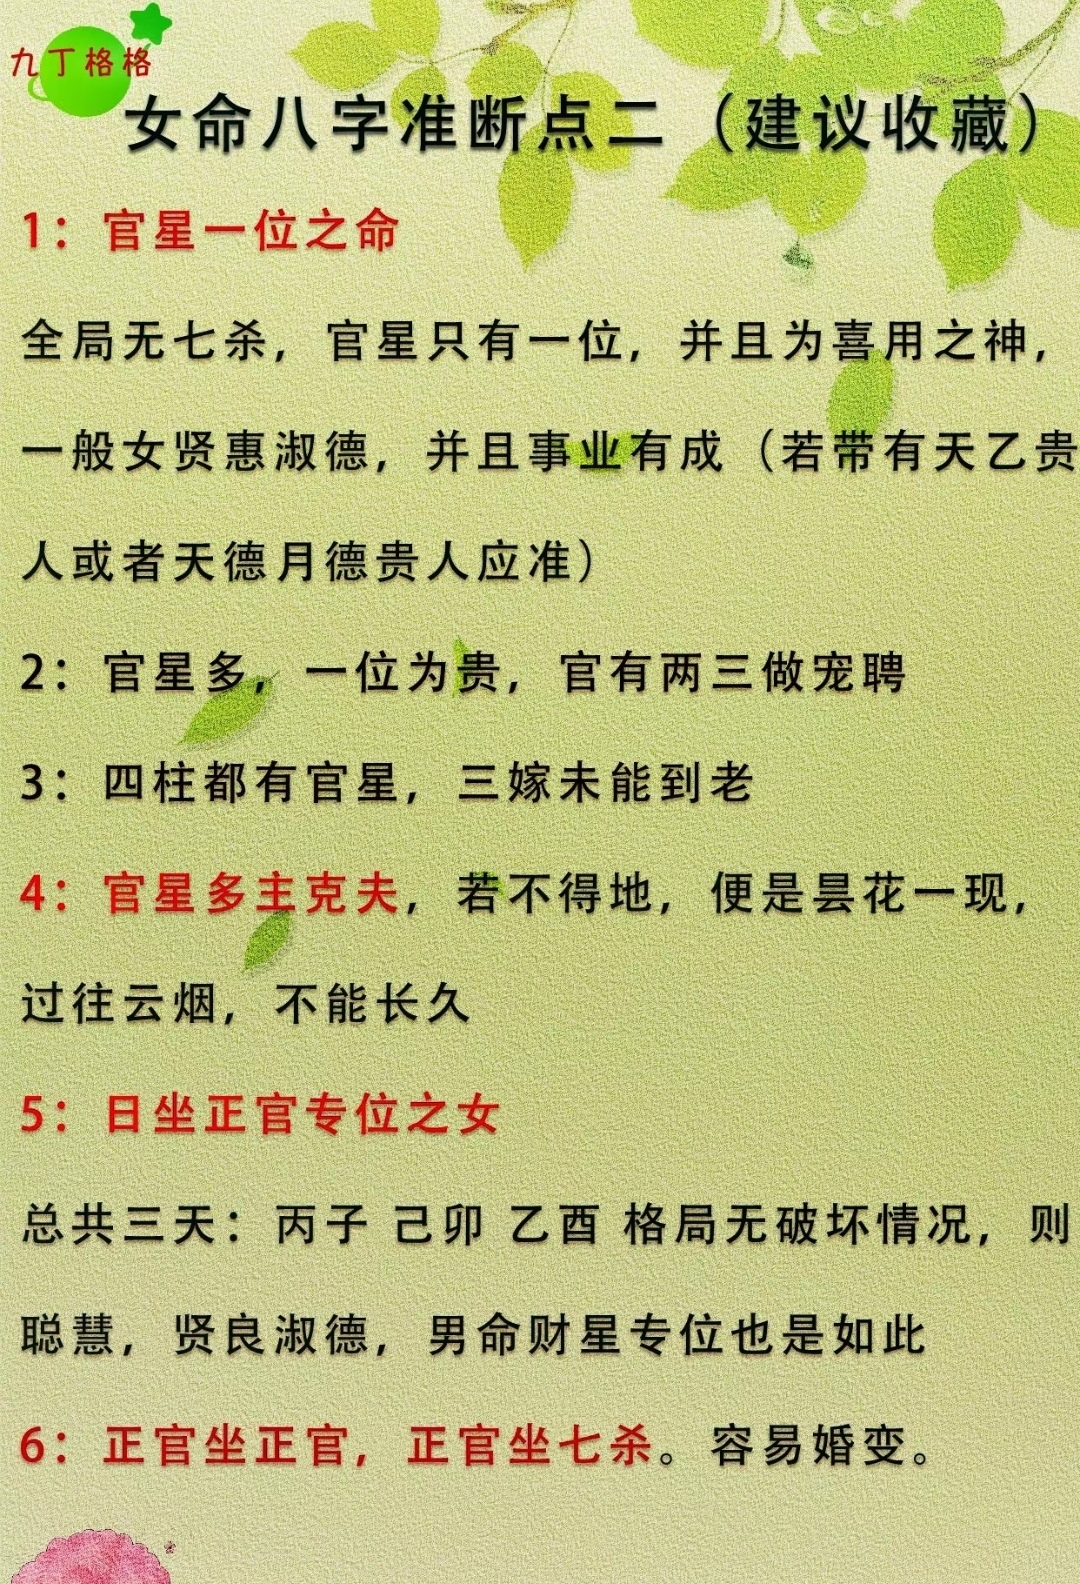 九丁格格
女命八字准断点二（建议收藏）
1：官星一位之命
全局无七杀，官星只有一位，并且为喜用之神，
一般女贤惠淑德，并且事业有成（若带有天乙贵
人或者天德月德贵人应准）
2：官星多，一位为贵，官有两三做宠聘
3：四柱都有官星，三嫁未能到老
4：官星多主克夫，若不得地，便是昙花一现，
过往云烟，不能长久
5：日坐正官专位之女
总共三天：丙子 己卯 乙酉 格局无破坏情况，则
聪慧，贤良淑德，男命财星专位也是如此
6：正官坐正官，正官坐七杀。容易婚变。